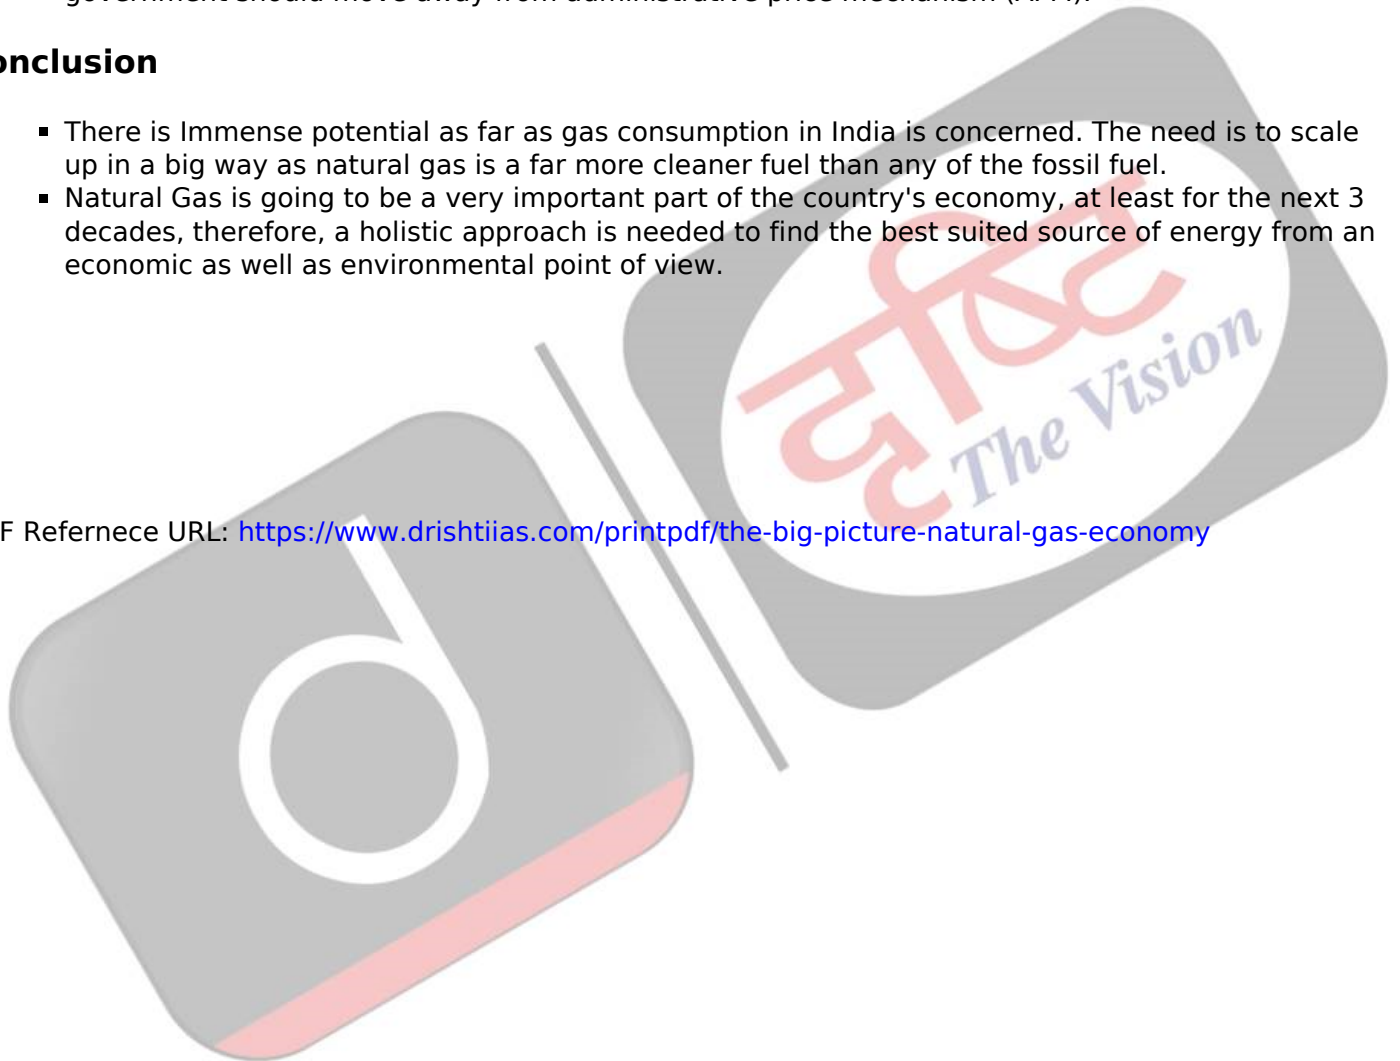 government should move away from administrative price mechanism (APM).
onclusion
▪ There is Immense potential as far as gas consumption in India is concerned. The need is to scale
up in a big way as natural gas is a far more cleaner fuel than any of the fossil fuel.
▪ Natural Gas is going to be a very important part of the country's economy, at least for the next 3
decades, therefore, a holistic approach is needed to find the best suited source of energy from an
economic as well as environmental point of view.
दृष्टि
The Vision
F Refernece URL: https://www.drishtiias.com/printpdf/the-big-picture-natural-gas-economy
d